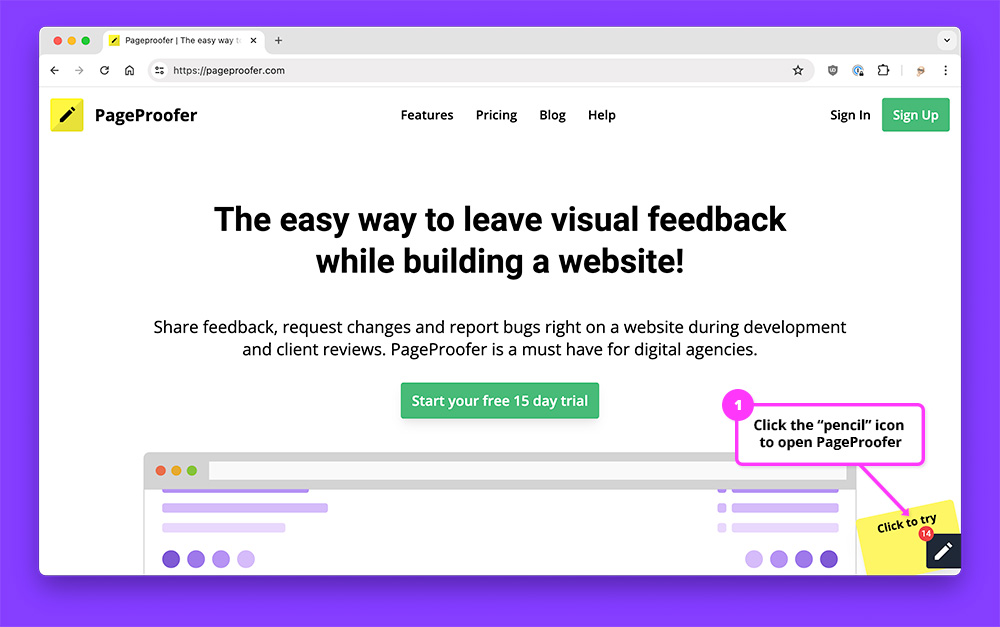 Pageproofer | The easy way to
https://pageproofer.com
PageProofer
Features
Pricing
Blog
Help
Sign In
Sign Up
The easy way to leave visual feedback
while building a website!
Share feedback, request changes and report bugs right on a website during development
and client reviews. PageProofer is a must have for digital agencies.
Start your free 15 day trial
1
Click the “pencil” icon
to open PageProofer
Click to try
14